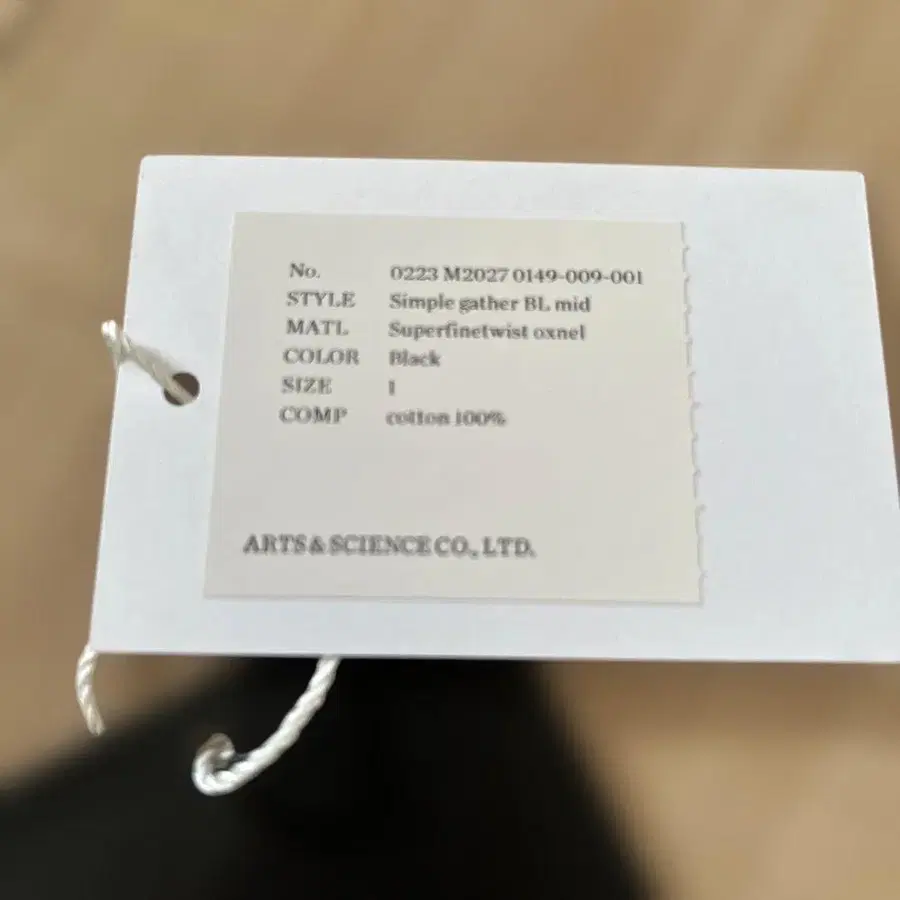 No. 0223 M2027 0149-009-001
STYLE Simple gather BL mid
MATL Superfinetwist oxnel
COLOR Black
SIZE 1
COMP cotton 100%
ARTS & SCIENCE CO., LTD.